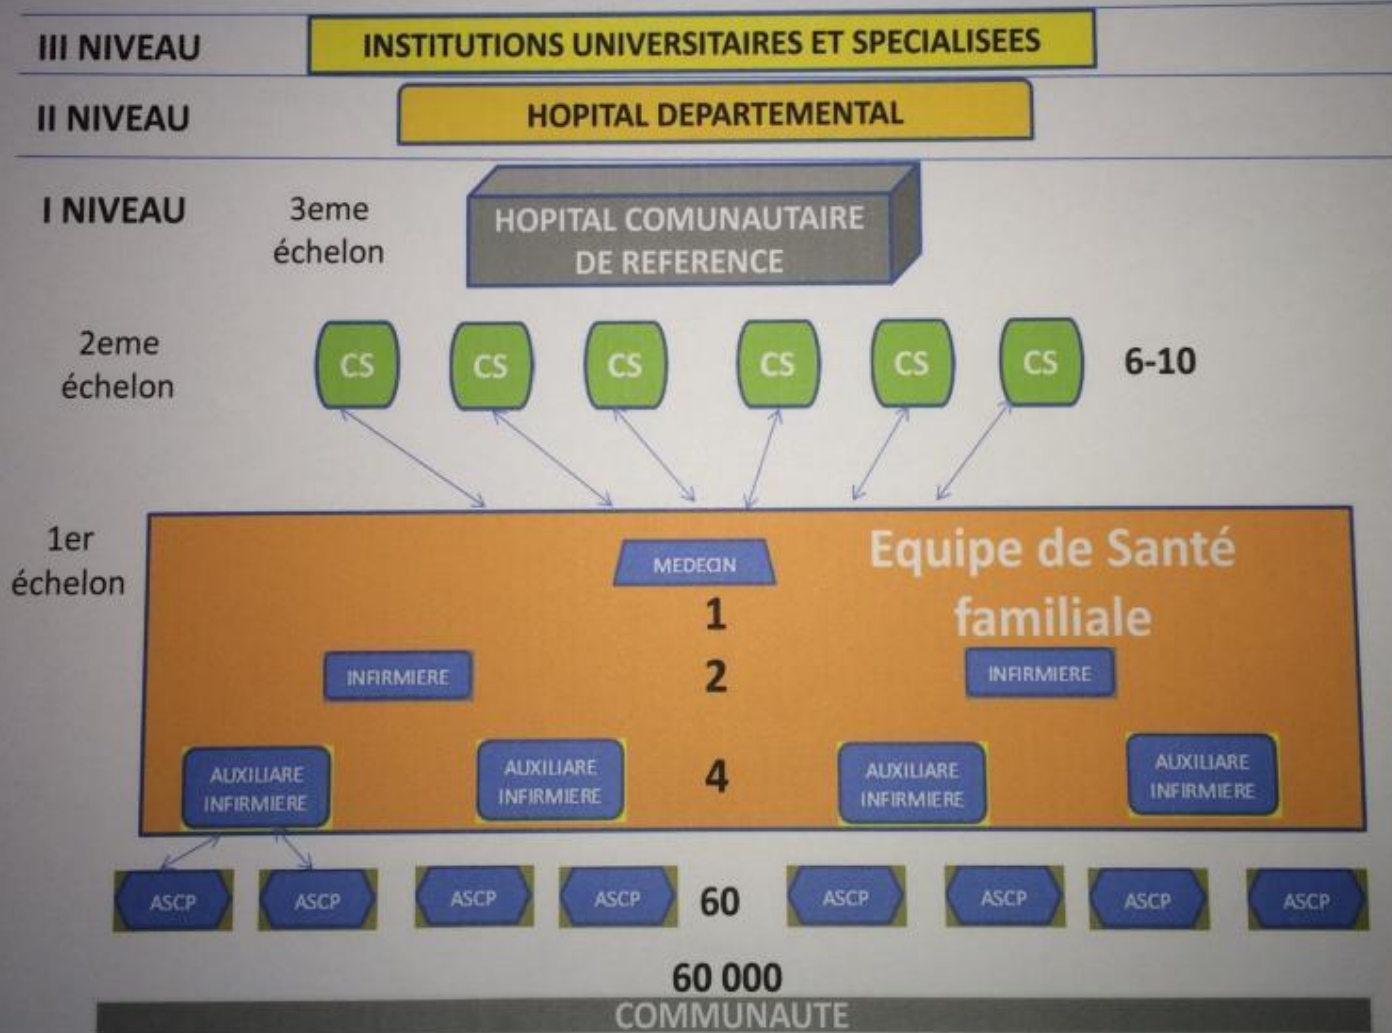 III NIVEAU
INSTITUTIONS UNIVERSITAIRES ET SPECIALISEES
II NIVEAU
HOPITAL DEPARTEMENTAL
I NIVEAU
3eme
échelon
HOPITAL COMUNAUTAIRE
DE REFERENCE
2eme
échelon
CS CS CS CS CS CS 6-10
1er
échelon
MEDECIN
Equipe de Santé
familiale
1
INFIRMIERE 2 INFIRMIERE
AUXILIARE
INFIRMIERE
AUXILIARE
INFIRMIERE
4
AUXILIARE
INFIRMIERE
AUXILIARE
INFIRMIERE
ASCP ASCP ASCP ASCP 60 ASCP ASCP ASCP ASCP
60 000
COMMUNAUTE